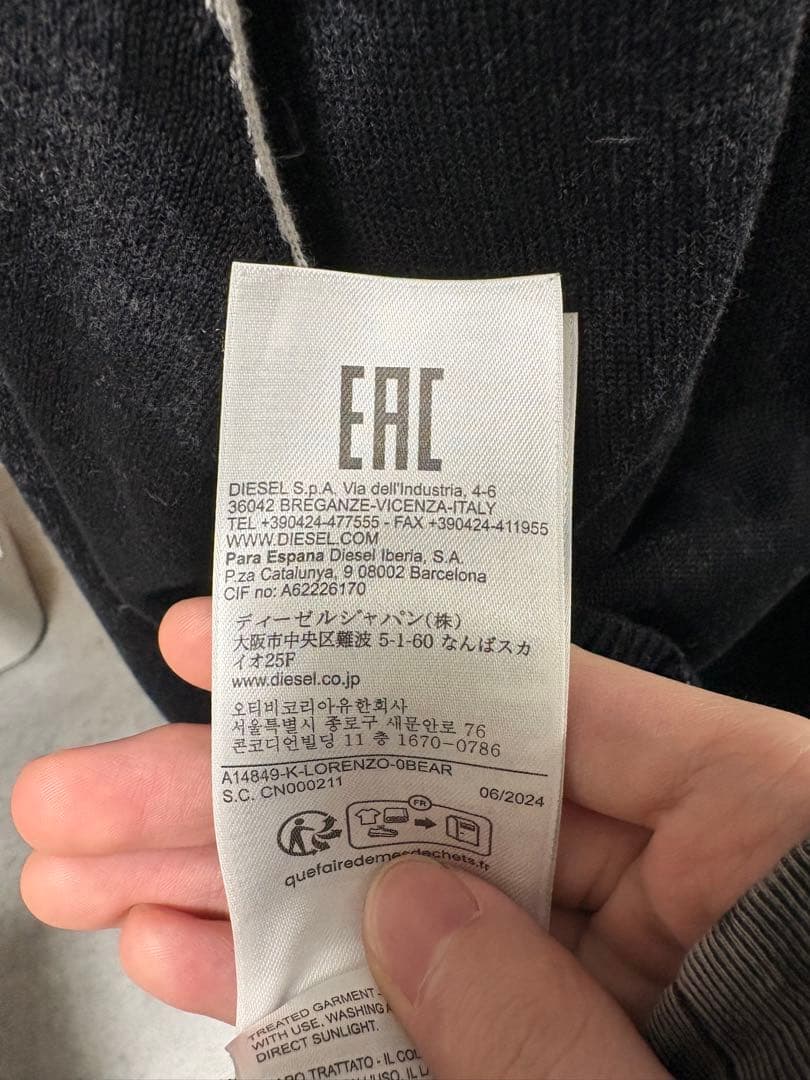 EAC
DIESEL S.p.A. Via dell'Industria, 4-6
36042 BREGANZE-VICENZA-ITALY
TEL +390424-477555 - FAX +390424-411955
WWW.DIESEL.COM
Para Espana Diesel Iberia, S.A.
P.za Catalunya, 9 08002 Barcelona
CIF no: A62226170
ディーゼルジャパン(株)
大阪市中央区難波 5-1-60 なんばスカ
イオ25F
www.diesel.co.jp
오티비코리아유한회사
서울특별시 종로구 새문안로 76
콘코디언빌딩 11 층 1670-0786
A14849-K-LORENZO-0BEAR
S.C. CN000211
06/2024
FR
quefairedemesdechets.fr
TREATED GARMENT -
WITH USE, WASHING
DIRECT SUNLIGHT.
TRATTATO - IL